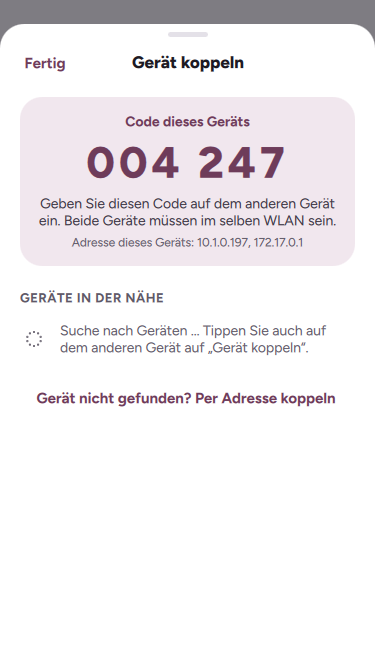 Fertig
Gerät koppeln
Code dieses Geräts
004 247
Geben Sie diesen Code auf dem anderen Gerät
ein. Beide Geräte müssen im selben WLAN sein.
Adresse dieses Geräts: 10.1.0.197, 172.17.0.1
GERÄTE IN DER NÄHE
Suche nach Geräten … Tippen Sie auch auf
dem anderen Gerät auf „Gerät koppeln“.
Gerät nicht gefunden? Per Adresse koppeln